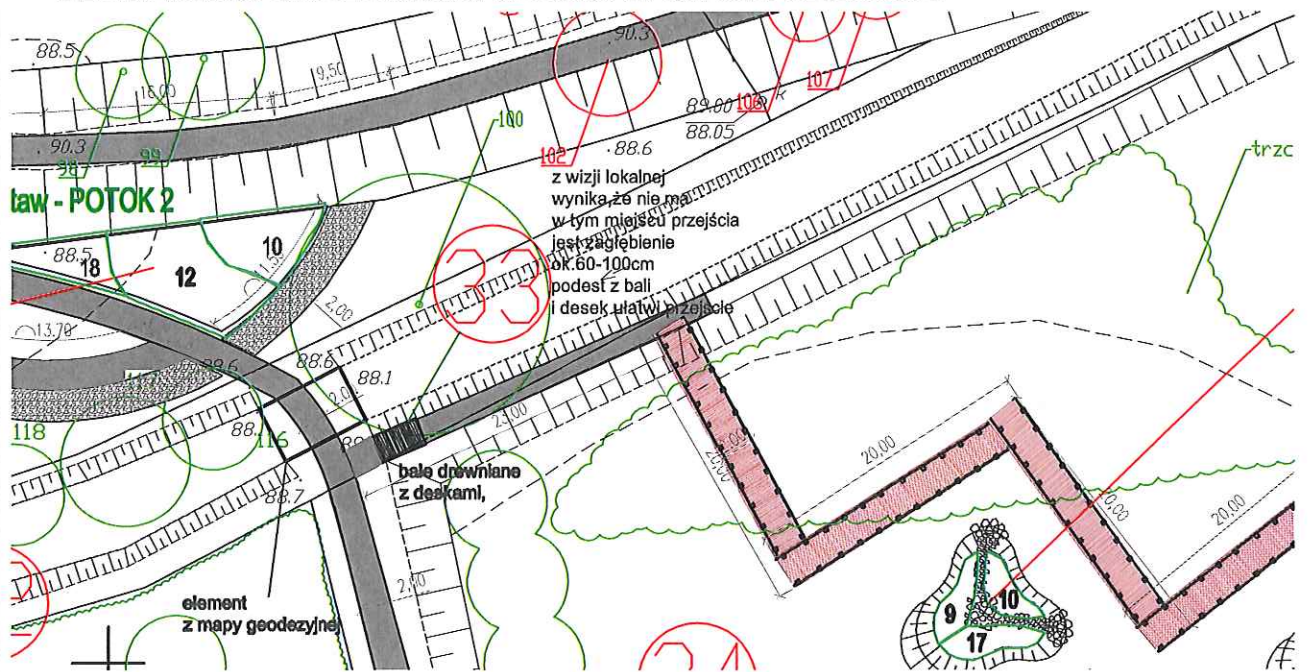 88.5
90.3
9,50
16,00
107
89.00
88.05
100
90.3
98
99
102
88.6
trzc
taw - POTOK 2
z wizji lokalnej
wynika,że nie ma
w tym miejscu przejścia
jest zagłębienie
ok.60-100cm
podest z bali
i desek ułatwi przejście
33
88.5
10
18
12
2,00
13.70
88.6
88.6
88.1
118
116
88.7
bale drewniane
z deskami,
20,00
20,00
20,00
element
z mapy geodezyjnej
9
10
17